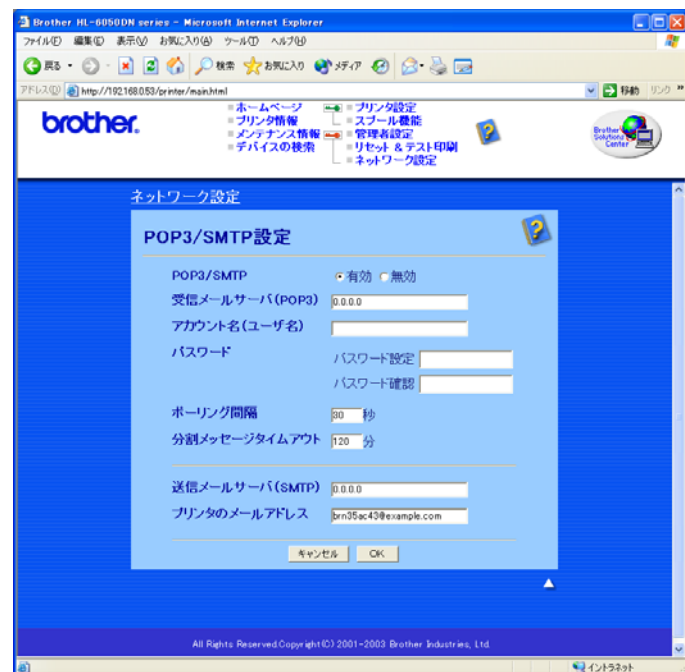 Brother HL-6050DN series - Microsoft Internet Explorer
ファイル(F) 編集(E) 表示(V) お気に入り(A) ツール(T) ヘルプ(H)
戻る 検索 お気に入り メディア
アドレス(D) http://192.168.0.53/printer/main.html 移動 リンク »
brother.
ホームページ プリンタ設定
プリンタ情報 スプール機能
メンテナンス情報 管理者設定
デバイスの検索 リセット & テスト印刷
ネットワーク設定
Brother Solutions Center
ネットワーク設定
POP3/SMTP設定
POP3/SMTP 有効 無効
受信メールサーバ(POP3) 0.0.0.0
アカウント名(ユーザ名)
パスワード パスワード設定
パスワード確認
ポーリング間隔 30 秒
分割メッセージタイムアウト 120 分
送信メールサーバ(SMTP) 0.0.0.0
プリンタのメールアドレス brn35ac43@example.com
キャンセル OK
All Rights Reserved.Copyright(C) 2001-2003 Brother Industries, Ltd.
イントラネット